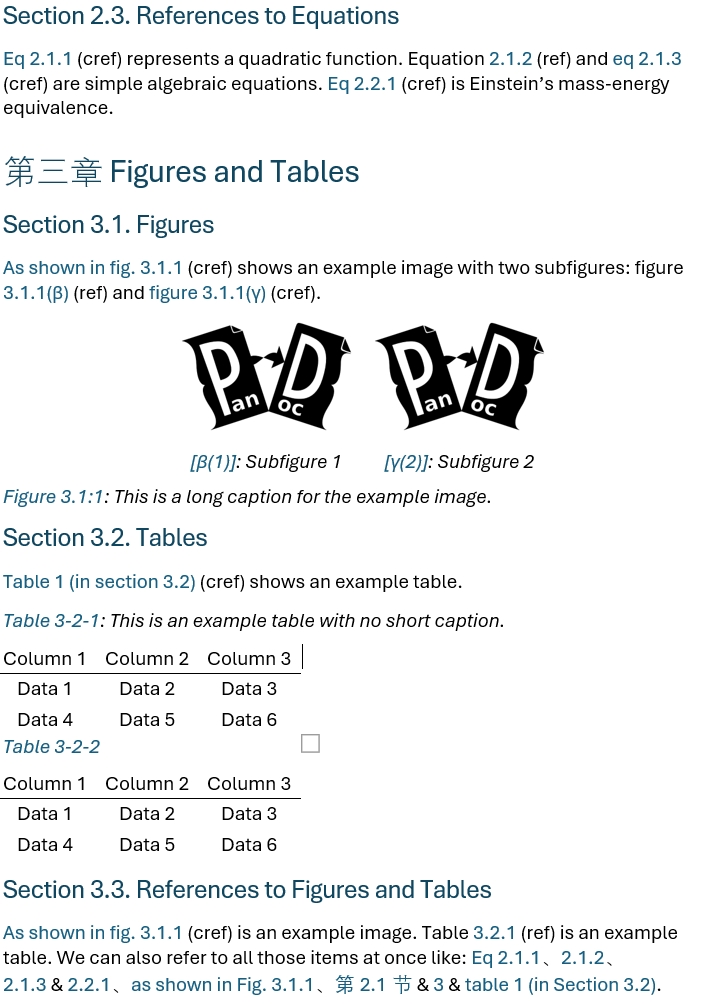 Section 2.3. References to Equations
Eq 2.1.1 (cref) represents a quadratic function. Equation 2.1.2 (ref) and eq 2.1.3
(cref) are simple algebraic equations. Eq 2.2.1 (cref) is Einstein’s mass-energy
equivalence.
第三章 Figures and Tables
Section 3.1. Figures
As shown in fig. 3.1.1 (cref) shows an example image with two subfigures: figure
3.1.1(β) (ref) and figure 3.1.1(γ) (cref).
Pan Doc Pan Doc
[β(1)]: Subfigure 1 [γ(2)]: Subfigure 2
Figure 3.1:1: This is a long caption for the example image.
Section 3.2. Tables
Table 1 (in section 3.2) (cref) shows an example table.
Table 3-2-1: This is an example table with no short caption.
Column 1 Column 2 Column 3
Data 1 Data 2 Data 3
Data 4 Data 5 Data 6
Table 3-2-2
Column 1 Column 2 Column 3
Data 1 Data 2 Data 3
Data 4 Data 5 Data 6
Section 3.3. References to Figures and Tables
As shown in fig. 3.1.1 (cref) is an example image. Table 3.2.1 (ref) is an example
table. We can also refer to all those items at once like: Eq 2.1.1、2.1.2、
2.1.3 & 2.2.1、as shown in Fig. 3.1.1、第 2.1 节 & 3 & table 1 (in Section 3.2).